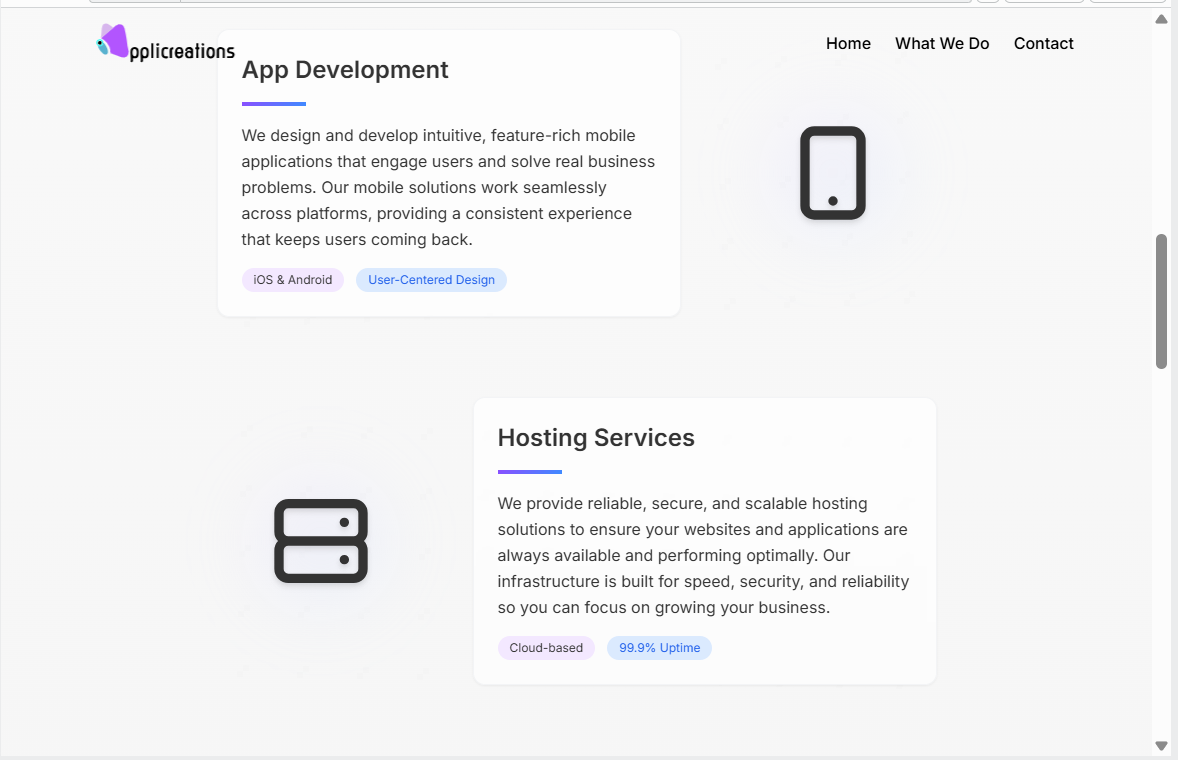 pplicreations
Home What We Do Contact
App Development
We design and develop intuitive, feature-rich mobile
applications that engage users and solve real business
problems. Our mobile solutions work seamlessly
across platforms, providing a consistent experience
that keeps users coming back.
iOS & Android User-Centered Design
Hosting Services
We provide reliable, secure, and scalable hosting
solutions to ensure your websites and applications are
always available and performing optimally. Our
infrastructure is built for speed, security, and reliability
so you can focus on growing your business.
Cloud-based 99.9% Uptime